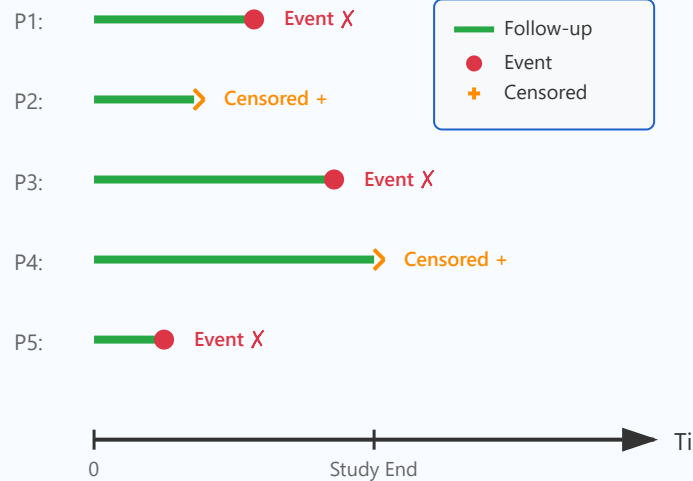 P1:
Event ✗
Follow-up
Event
Censored
P2:
Censored +
P3:
Event ✗
P4:
Censored +
P5:
Event ✗
0
Study End